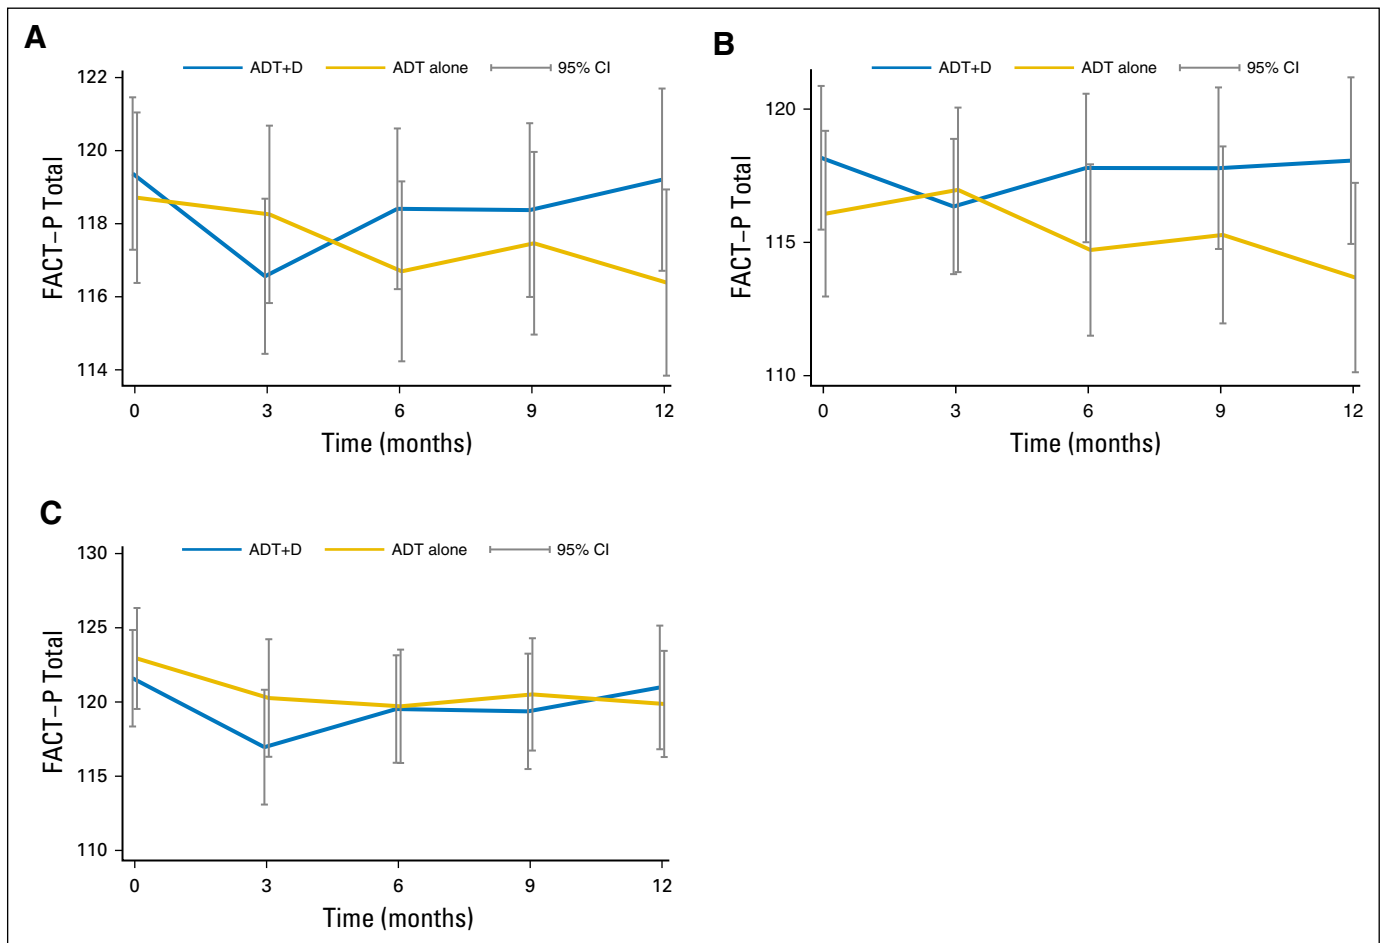 A
ADT+D ADT alone 95% CI
FACT–P Total
122
120
118
116
114
0 3 6 9 12
Time (months)
B
ADT+D ADT alone 95% CI
FACT–P Total
120
115
110
0 3 6 9 12
Time (months)
C
ADT+D ADT alone 95% CI
FACT–P Total
130
125
120
115
110
0 3 6 9 12
Time (months)